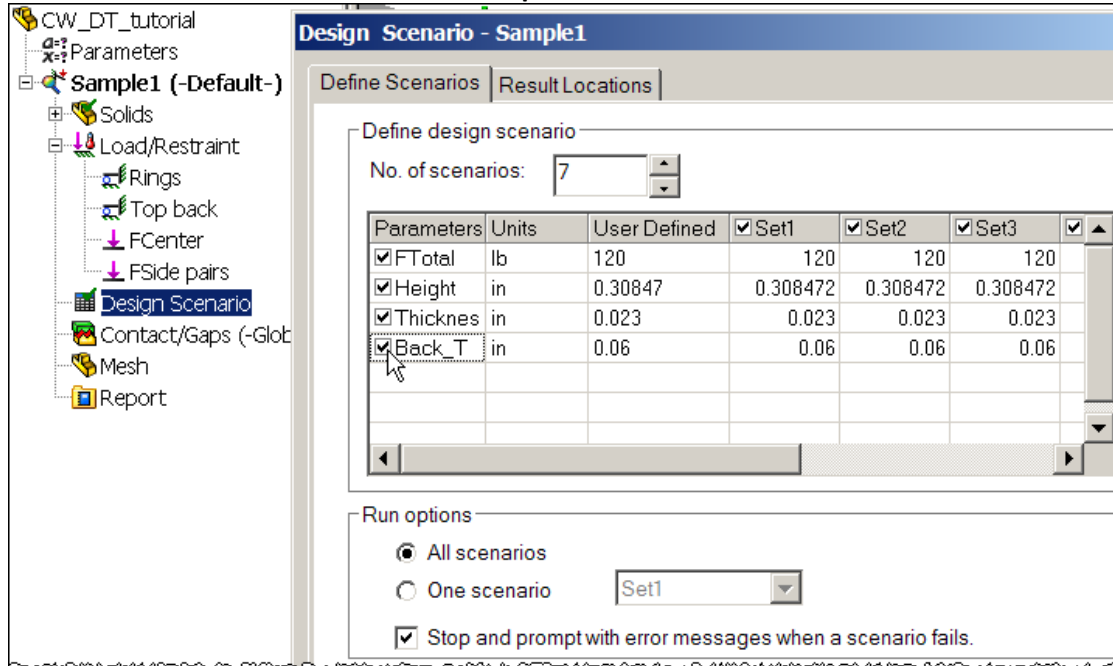 CW_DT_tutorial
Parameters
Sample1 (-Default-)
Solids
Load/Restraint
Rings
Top back
FCenter
FSide pairs
Design Scenario
Contact/Gaps (-Glob
Mesh
Report
Design Scenario - Sample1
Define Scenarios Result Locations
Define design scenario
No. of scenarios: 7
Parameters Units User Defined Set1 Set2 Set3
FTotal lb 120 120 120 120
Height in 0.30847 0.308472 0.308472 0.308472
Thicknes in 0.023 0.023 0.023 0.023
Back_T in 0.06 0.06 0.06 0.06
Run options
All scenarios
One scenario Set1
Stop and prompt with error messages when a scenario fails.